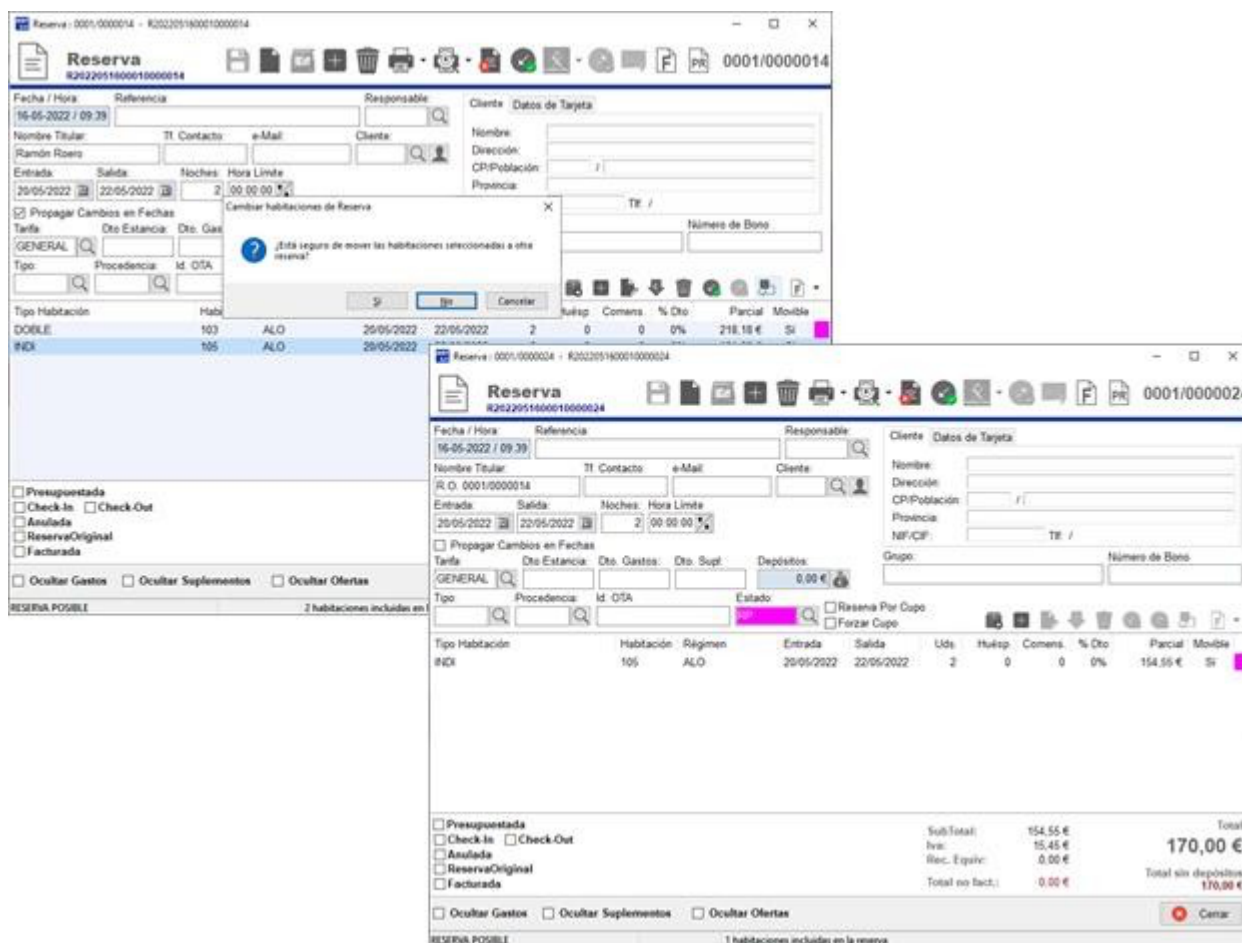 Reserva : 0001/0000014 - R2022051600010000014
Reserva
R2022051600010000014
F PR 0001/0000014
Fecha / Hora: Referencia: Responsable:
16-05-2022 / 09:39
Nombre Titular: Tf. Contacto: e-Mail: Cliente:
Ramón Roero
Entrada: Salida: Noches: Hora Límite
20/05/2022 22/05/2022 2 00:00:00
Propagar Cambios en Fechas
Tarifa Dto Estancia: Dto. Gas
GENERAL
Tipo: Procedencia: Id. OTA
Cliente Datos de Tarjeta
Nombre:
Dirección:
CP/Población: /
Provincia:
Tlf: /
Número de Bono
Cambiar habitaciones de Reserva
¿Está seguro de mover las habitaciones seleccionadas a otra
reserva?
Sí No Cancelar
Tipo Habitación Habi Huésp Comens. % Dto Parcial Movible
DOBLE 103 ALO 20/05/2022 22/05/2022 2 0 0 0% 218,18 € Sí
INDI 105 ALO 20/05/2022
Presupuestada
Check-In Check-Out
Anulada
ReservaOriginal
Facturada
Ocultar Gastos Ocultar Suplementos Ocultar Ofertas
RESERVA POSIBLE 2 habitaciones incluidas en l
Reserva : 0001/0000024 - R2022051600010000024
Reserva
R2022051600010000024
F PR 0001/0000024
Fecha / Hora: Referencia: Responsable:
16-05-2022 / 09:39
Nombre Titular: Tf. Contacto: e-Mail: Cliente:
R.O. 0001/0000014
Entrada: Salida: Noches: Hora Límite
20/05/2022 22/05/2022 2 00:00:00
Propagar Cambios en Fechas
Tarifa Dto Estancia: Dto. Gastos: Dto. Supl: Depósitos:
GENERAL 0,00 €
Tipo: Procedencia: Id. OTA Estado:
Reserva Por Cupo
Forzar Cupo
Cliente Datos de Tarjeta
Nombre:
Dirección:
CP/Población: /
Provincia:
NIF/CIF: Tlf: /
Grupo: Número de Bono
Tipo Habitación Habitación Régimen Entrada Salida Uds. Huésp Comens. % Dto Parcial Movible
INDI 105 ALO 20/05/2022 22/05/2022 2 0 0 0% 154,55 € Sí
Presupuestada
Check-In Check-Out
Anulada
ReservaOriginal
Facturada
SubTotal: 154,55 €
Iva: 15,45 €
Rec. Equiv: 0,00 €
Total no fact.: 0,00 €
Total
170,00 €
Total sin depósitos
170,00 €
Ocultar Gastos Ocultar Suplementos Ocultar Ofertas
Cerrar
RESERVA POSIBLE 1 habitaciones incluidas en la reserva